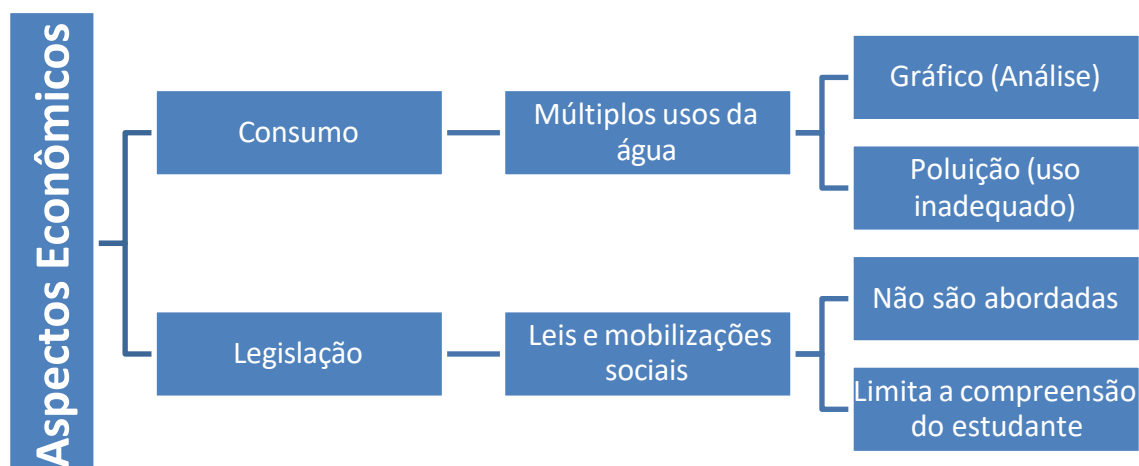 Aspectos Econômicos
Consumo
Múltiplos usos da
água
Gráfico (Análise)
Poluição (uso
inadequado)
Legislação
Leis e mobilizações
sociais
Não são abordadas
Limita a compreensão
do estudante